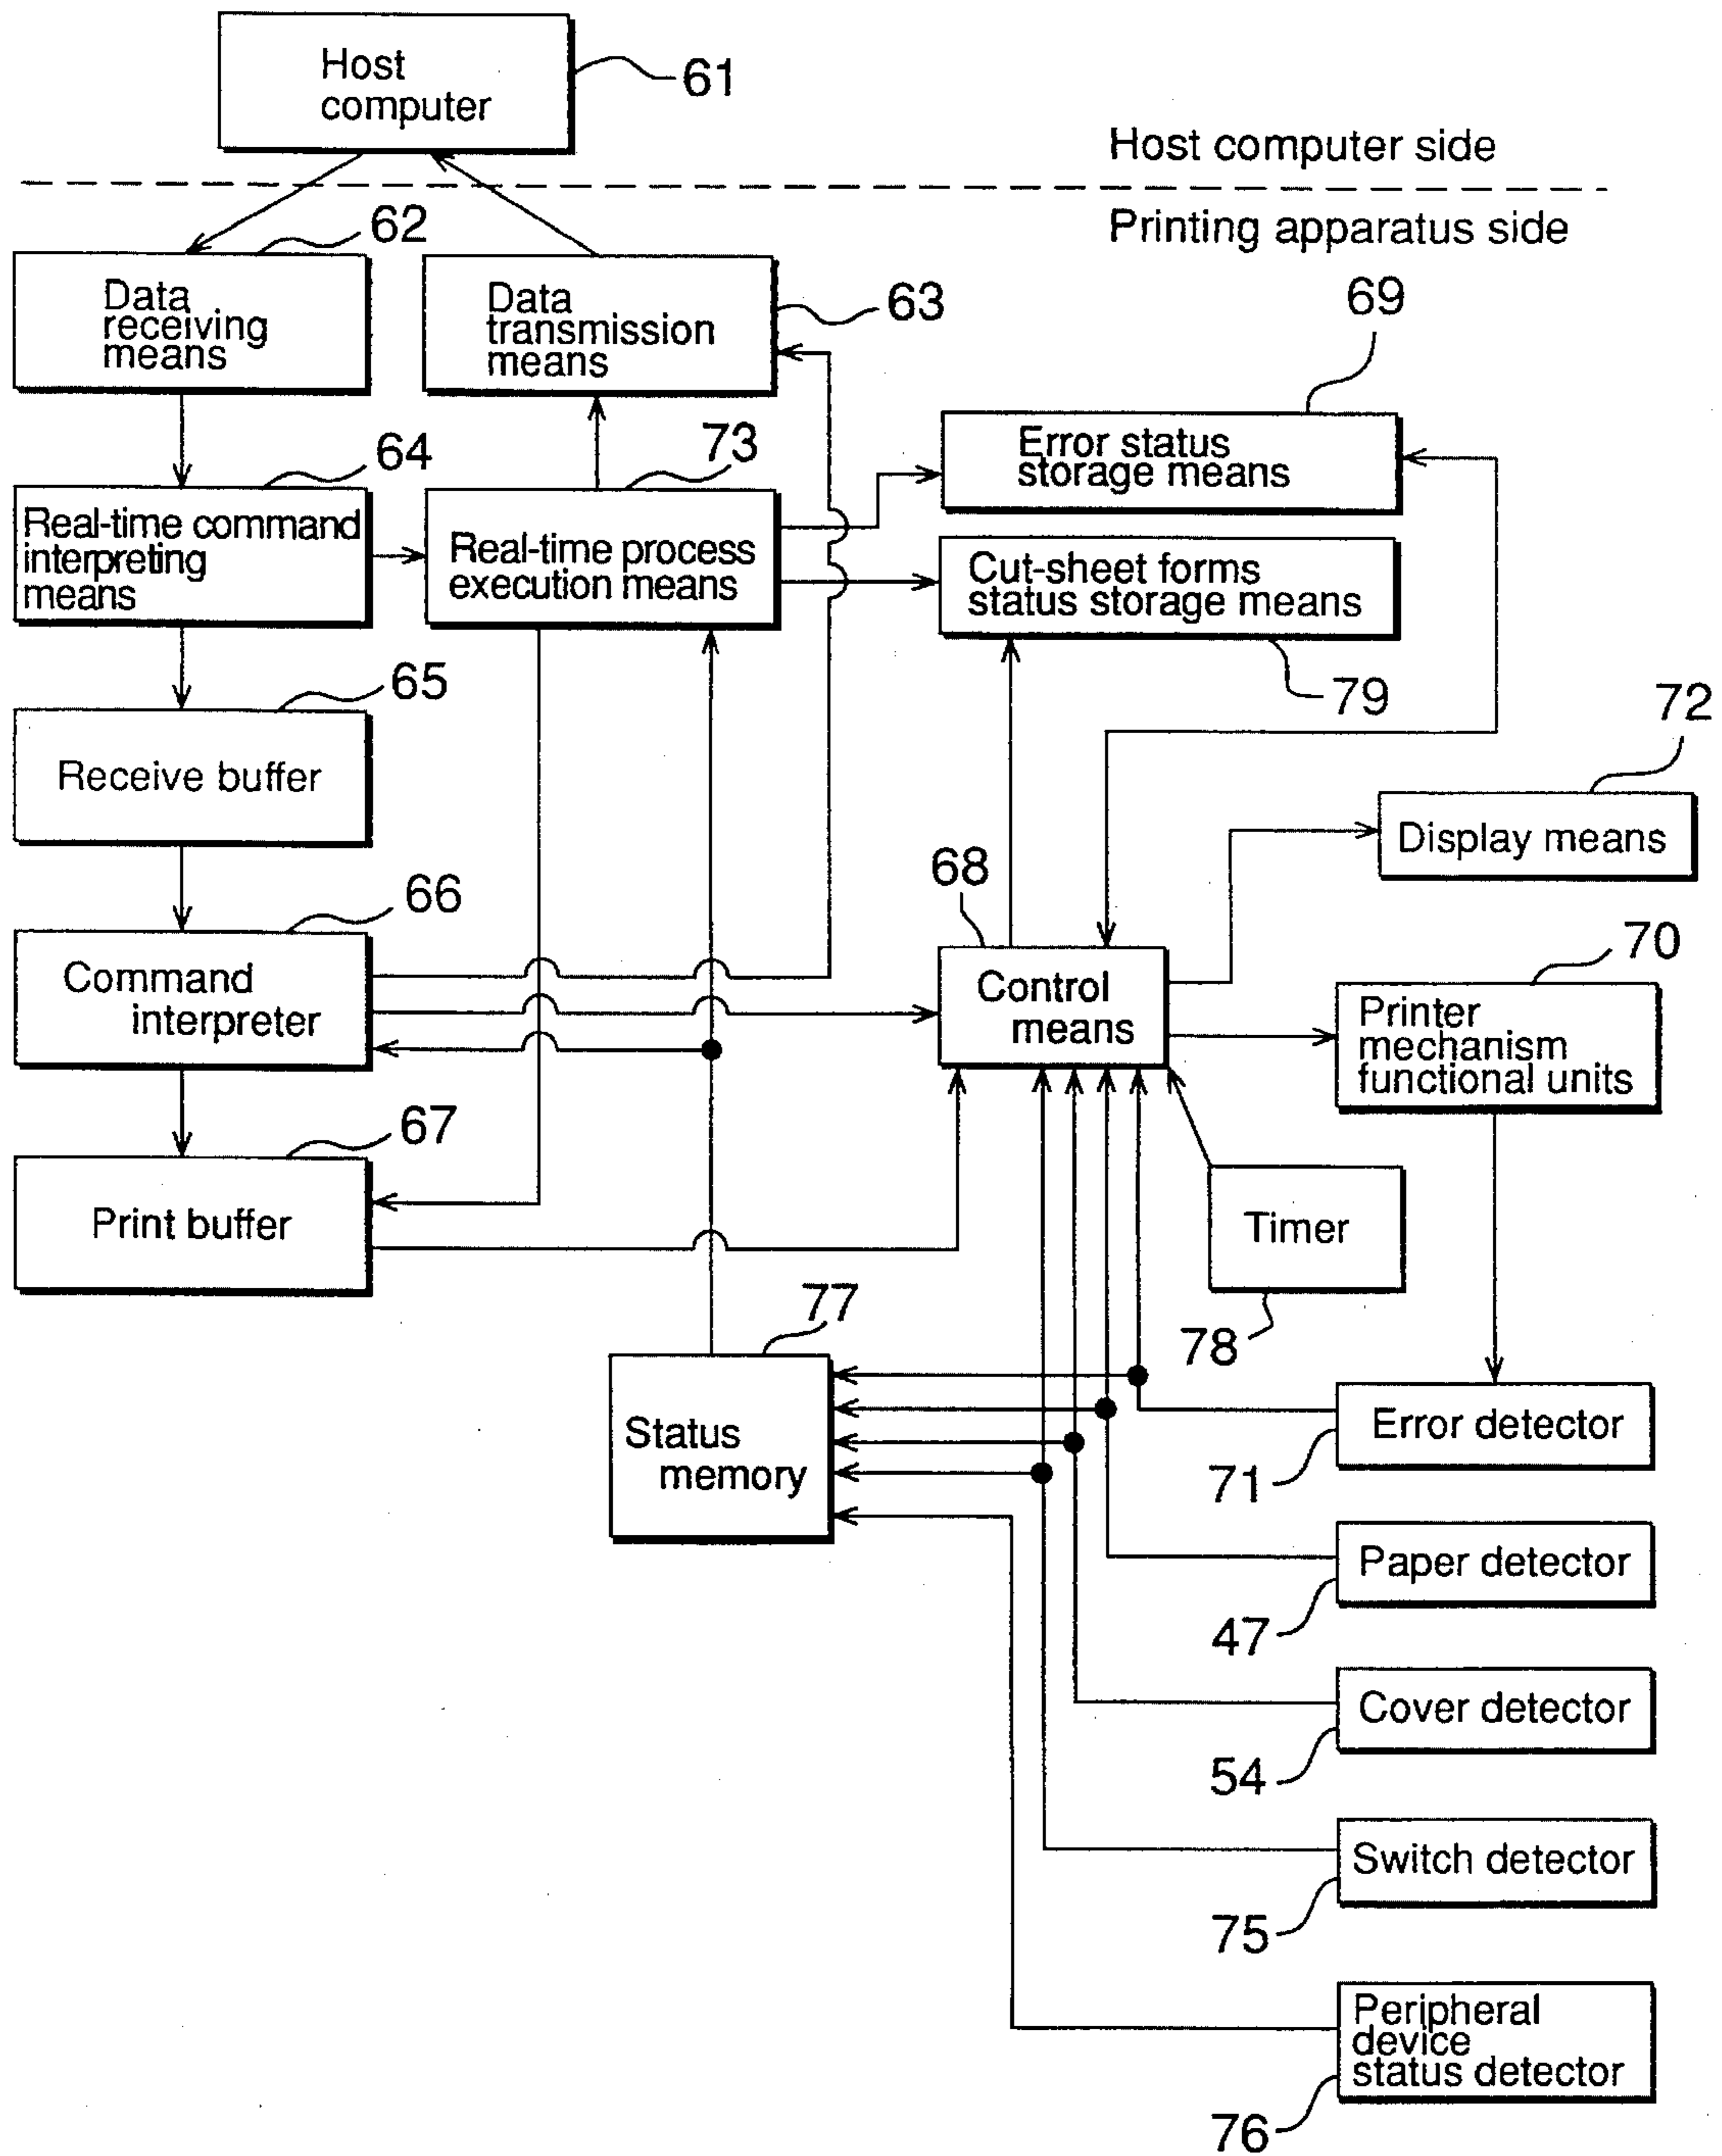 Host
computer
61
Host computer side
Printing apparatus side
62
Data
receiving
means
Data
transmission
means
63
69
64
73
Error status
storage means
Real-time command
interpreting
means
Real-time process
execution means
Cut-sheet forms
status storage means
79
65
72
Receive buffer
Display means
68
66
70
Command
interpreter
Control
means
Printer
mechanism
functional units
67
Print buffer
Timer
77
78
Status
memory
Error detector
71
Paper detector
47
Cover detector
54
Switch detector
75
Peripheral
device
status detector
76